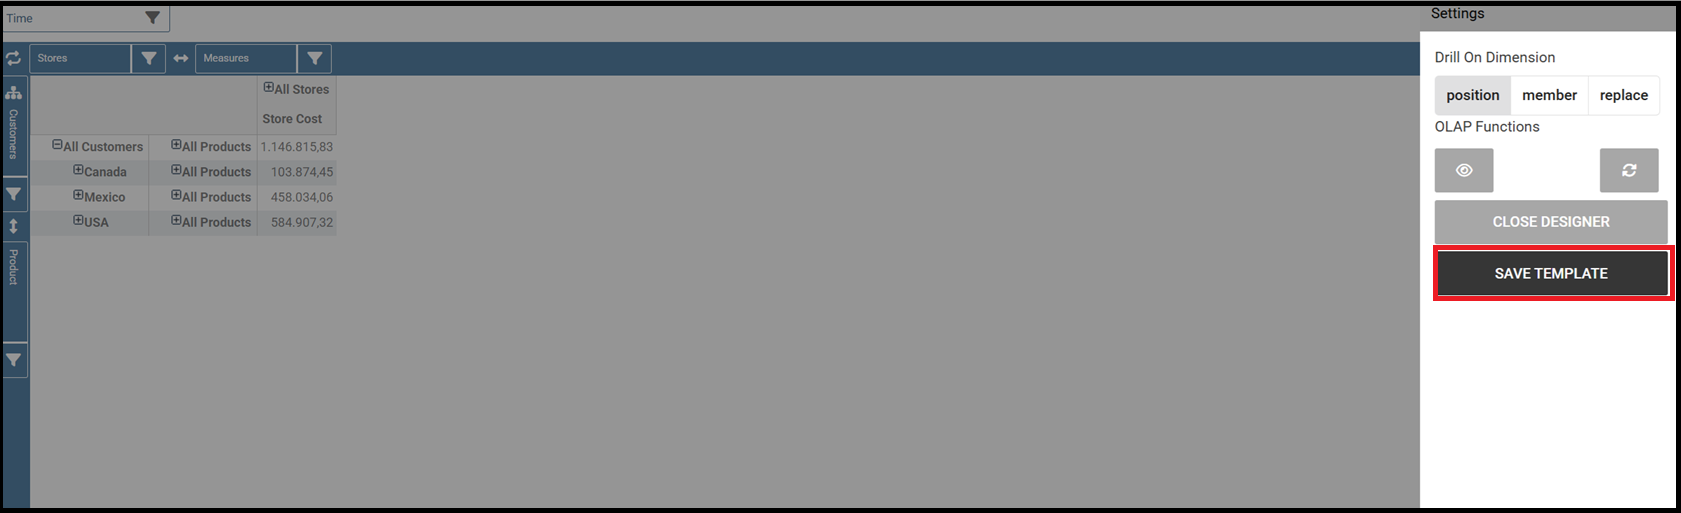 Time
Settings
Stores
Measures
Drill On Dimension
position member replace
OLAP Functions
CLOSE DESIGNER
SAVE TEMPLATE
Customers
Product
All Stores
Store Cost
All Customers All Products 1.146.815,83
Canada All Products 103.874,45
Mexico All Products 458.034,06
USA All Products 584.907,32